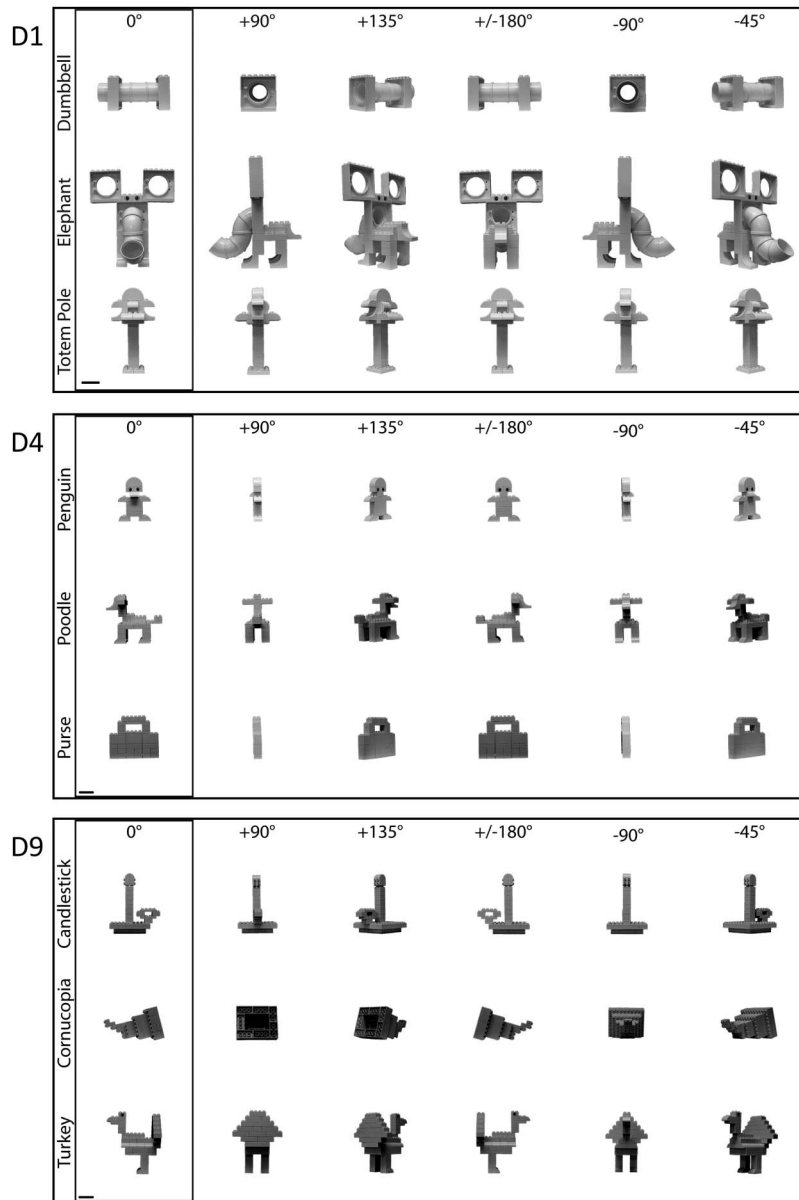 D1
0° +90° +135° +/-180° -90° -45°
Dumbbell
Elephant
Totem Pole
D4
0° +90° +135° +/-180° -90° -45°
Penguin
Poodle
Purse
D9
0° +90° +135° +/-180° -90° -45°
Candlestick
Cornucopia
Turkey